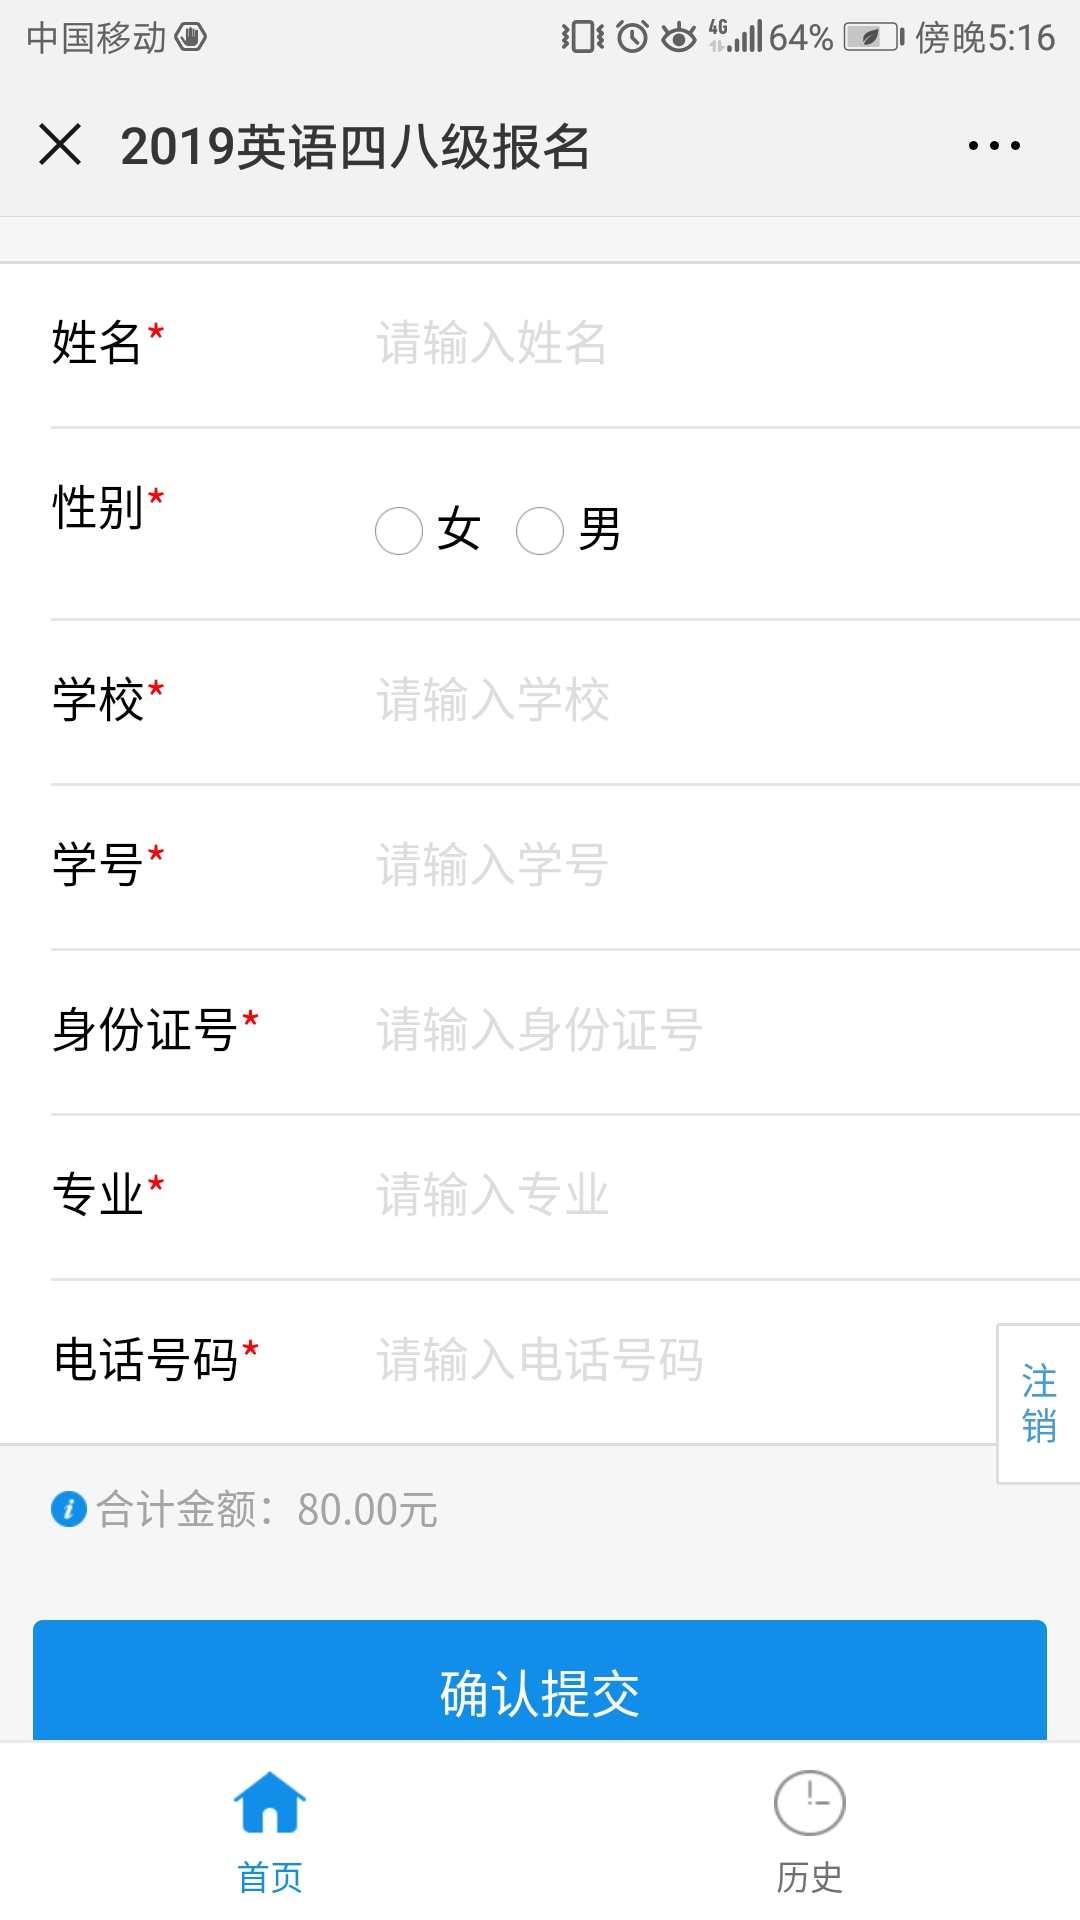 中国移动 4G 64% 傍晚5:16
2019英语四八级报名
姓名* 请输入姓名
性别* 女 男
学校* 请输入学校
学号* 请输入学号
身份证号* 请输入身份证号
专业* 请输入专业
电话号码* 请输入电话号码
注
销
合计金额：80.00元
确认提交
首页 历史